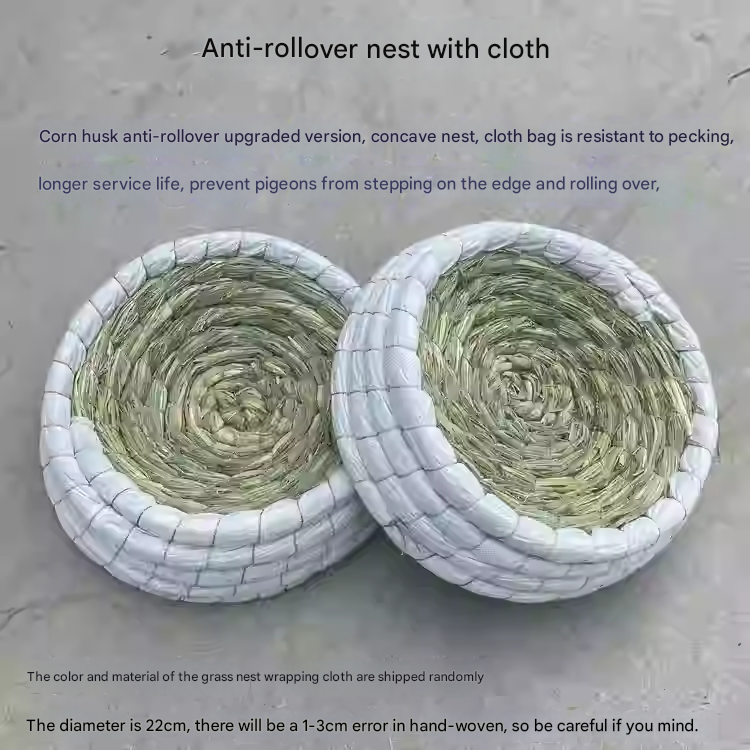 Anti-rollover nest with cloth
Corn husk anti-rollover upgraded version, concave nest, cloth bag is resistant to pecking,
longer service life, prevent pigeons from stepping on the edge and rolling over,
The color and material of the grass nest wrapping cloth are shipped randomly
The diameter is 22cm, there will be a 1-3cm error in hand-woven, so be careful if you mind.